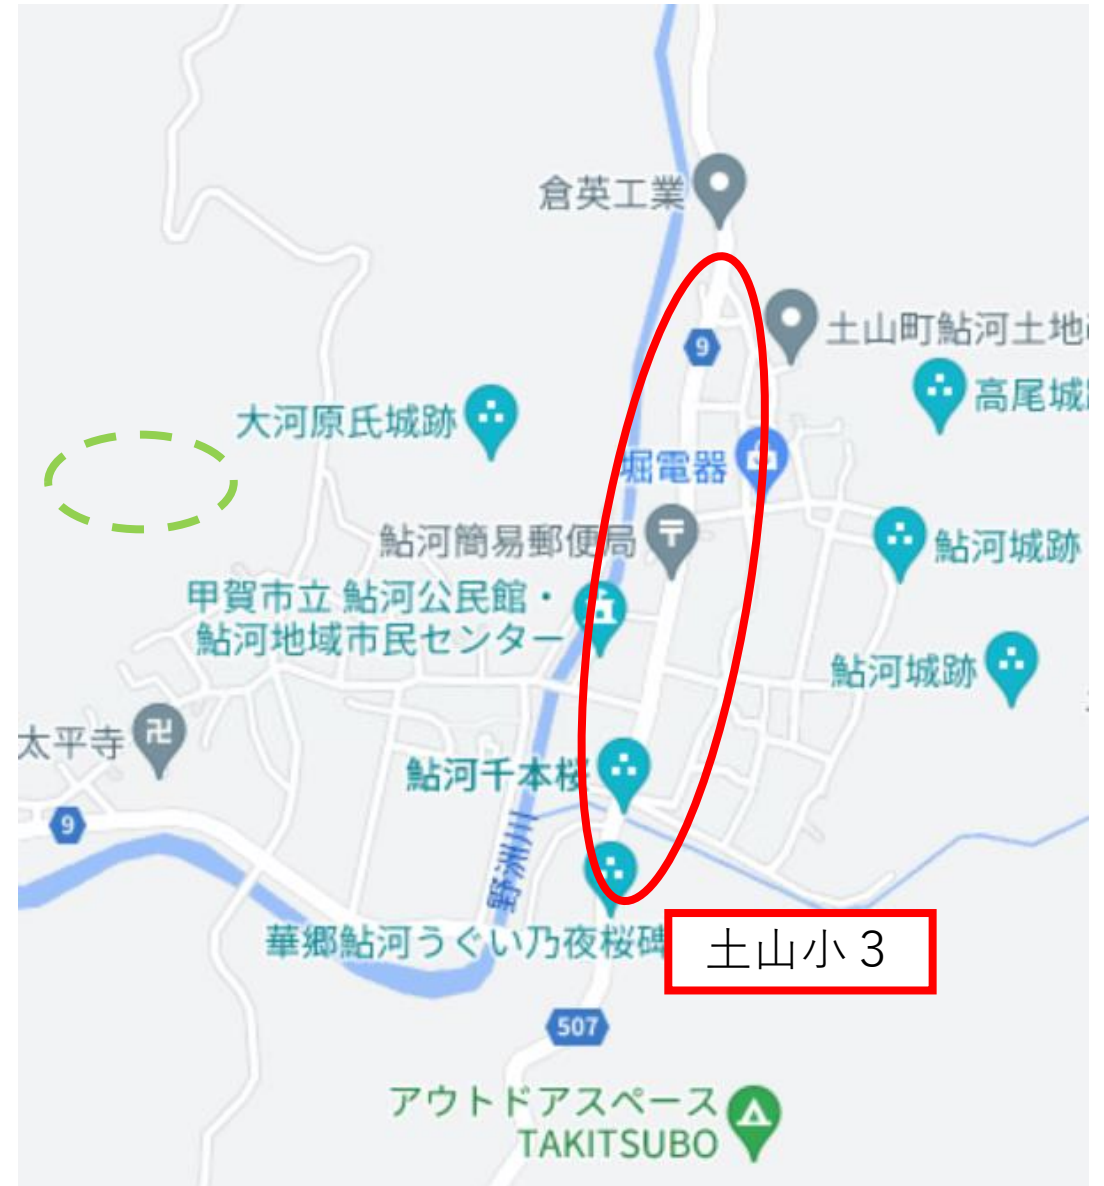 倉英工業
9
土山町鮎河土地
大河原氏城跡
高尾城
堀電器
鮎河簡易郵便局
鮎河城跡
甲賀市立 鮎河公民館・
鮎河地域市民センター
鮎河城跡
太平寺
鮎河千本桜
9
野洲川
華郷鮎河うぐい乃夜桜碑
土山小３
507
アウトドアスペース
TAKITSUBO